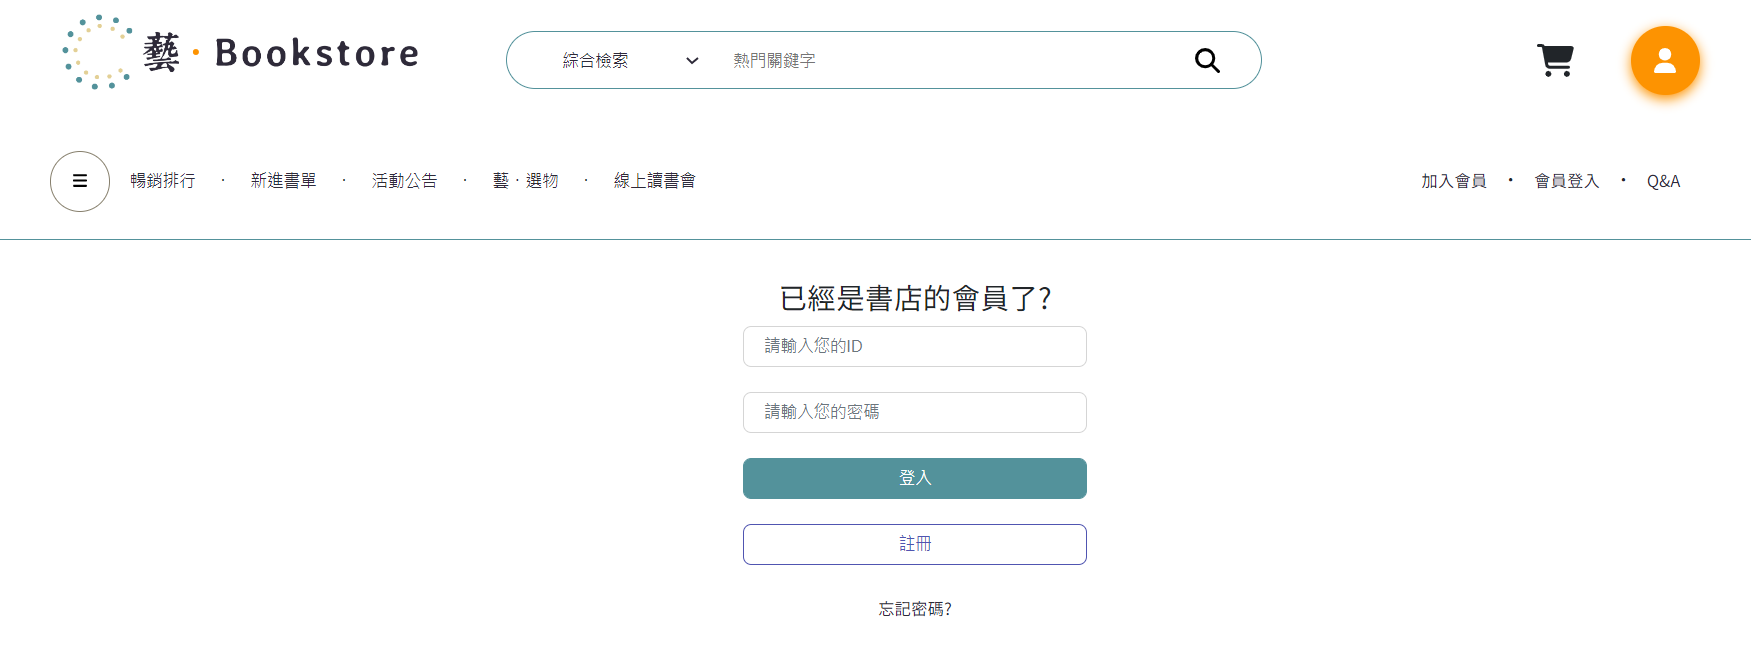 藝·Bookstore
綜合檢索 熱門關鍵字
暢銷排行 · 新進書單 · 活動公告 · 藝·選物 · 線上讀書會 加入會員 • 會員登入 • Q&A
已經是書店的會員了?
請輸入您的ID
請輸入您的密碼
登入
註冊
忘記密碼?